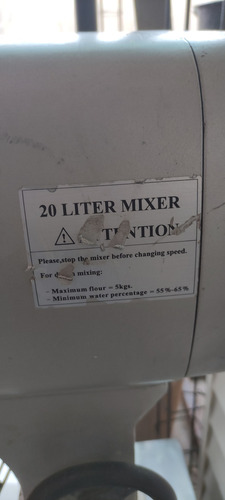 20 LITER MIXER
⚠ TENTION
Please,stop the mixer before changing speed.
For mixing:
- Maximum flour = 5kgs.
- Minimum water percentage = 55%-65%